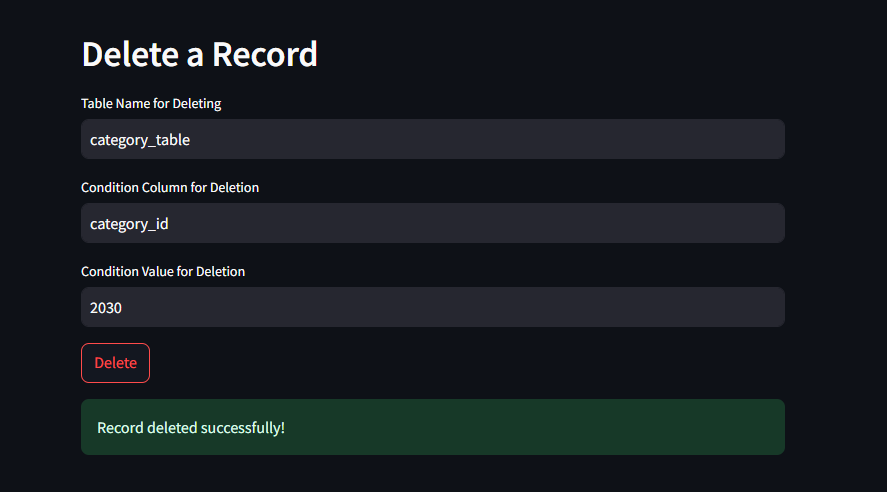 Delete a Record
Table Name for Deleting
category_table
Condition Column for Deletion
category_id
Condition Value for Deletion
2030
Delete
Record deleted successfully!